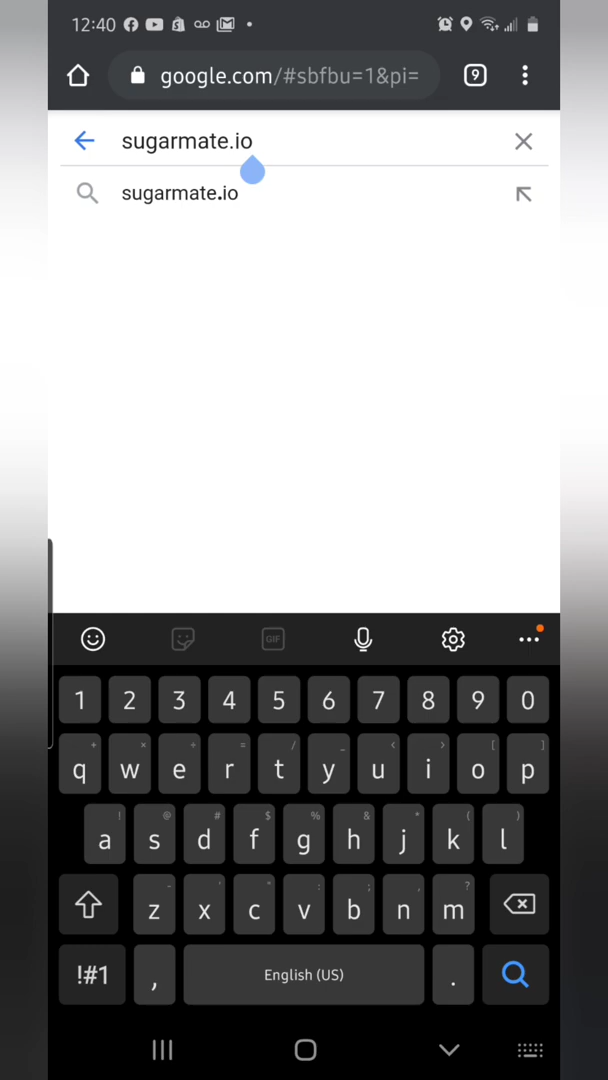 12:40
google.com/#sbfbu=1&pi=
9
sugarmate.io
sugarmate.io
GIF
1 2 3 4 5 6 7 8 9 0
+ × ÷ = / _ < > [ ]
q w e r t y u i o p
! @ # $ % ^ & * ( )
a s d f g h j k l
- ' " : ; , ?
z x c v b n m
!#1 , English (US) .